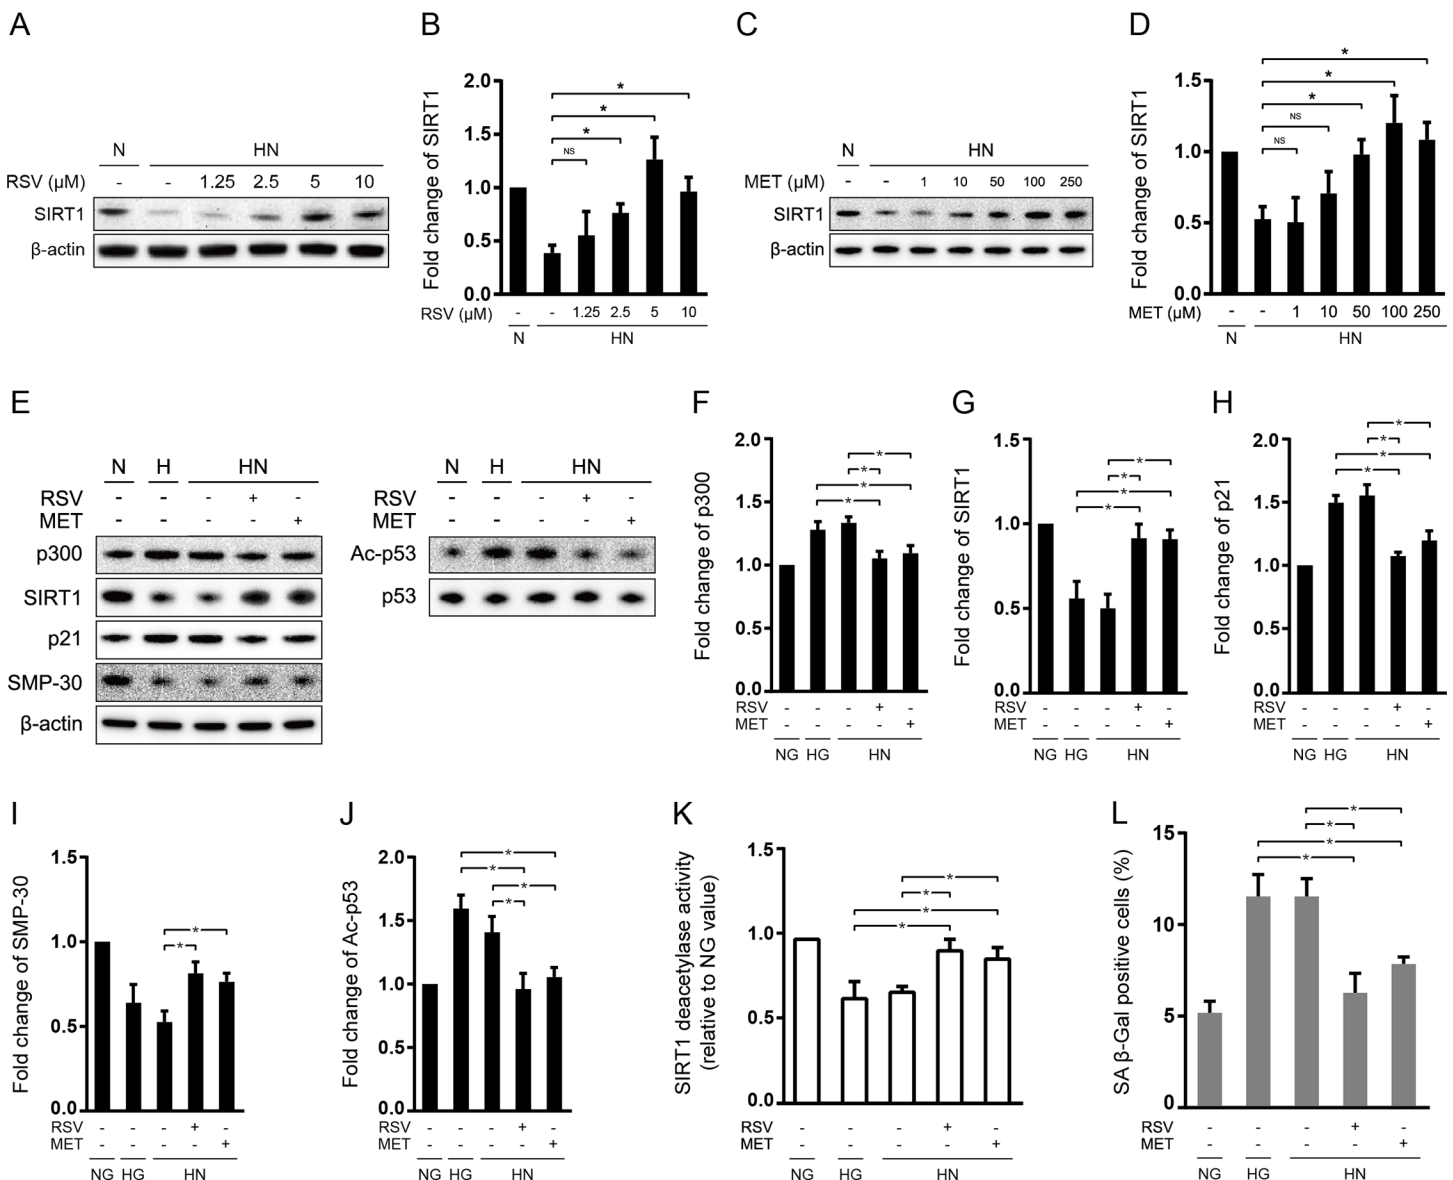 A
N HN
RSV (μM) - - 1.25 2.5 5 10
SIRT1
β-actin
B
Fold change of SIRT1
2.0
1.5
1.0
0.5
0.0
NS * * *
RSV (μM) - - 1.25 2.5 5 10
N HN
C
N HN
MET (μM) - - 1 10 50 100 250
SIRT1
β-actin
D
Fold change of SIRT1
1.5
1.0
0.5
0.0
NS NS * * *
MET (μM) - - 1 10 50 100 250
N HN
E
N H HN
RSV - - - + -
MET - - - - +
p300
SIRT1
p21
SMP-30
β-actin
N H HN
RSV - - - + -
MET - - - - +
Ac-p53
p53
F
Fold change of p300
2.0
1.5
1.0
0.5
0.0
* * * *
RSV - - - + -
MET - - - - +
NG HG HN
G
Fold change of SIRT1
1.5
1.0
0.5
0.0
* * * *
RSV - - - + -
MET - - - - +
NG HG HN
H
Fold change of p21
2.0
1.5
1.0
0.5
0.0
* * * *
RSV - - - + -
MET - - - - +
NG HG HN
I
Fold change of SMP-30
1.5
1.0
0.5
0.0
* *
RSV - - - + -
MET - - - - +
NG HG HN
J
Fold change of Ac-p53
2.0
1.5
1.0
0.5
0.0
* * * *
RSV - - - + -
MET - - - - +
NG HG HN
K
SIRT1 deacetylase activity
(relative to NG value)
1.5
1.0
0.5
0.0
* * * *
RSV - - - + -
MET - - - - +
NG HG HN
L
SA β-Gal positive cells (%)
15
10
5
0
* * * *
RSV - - - + -
MET - - - - +
NG HG HN